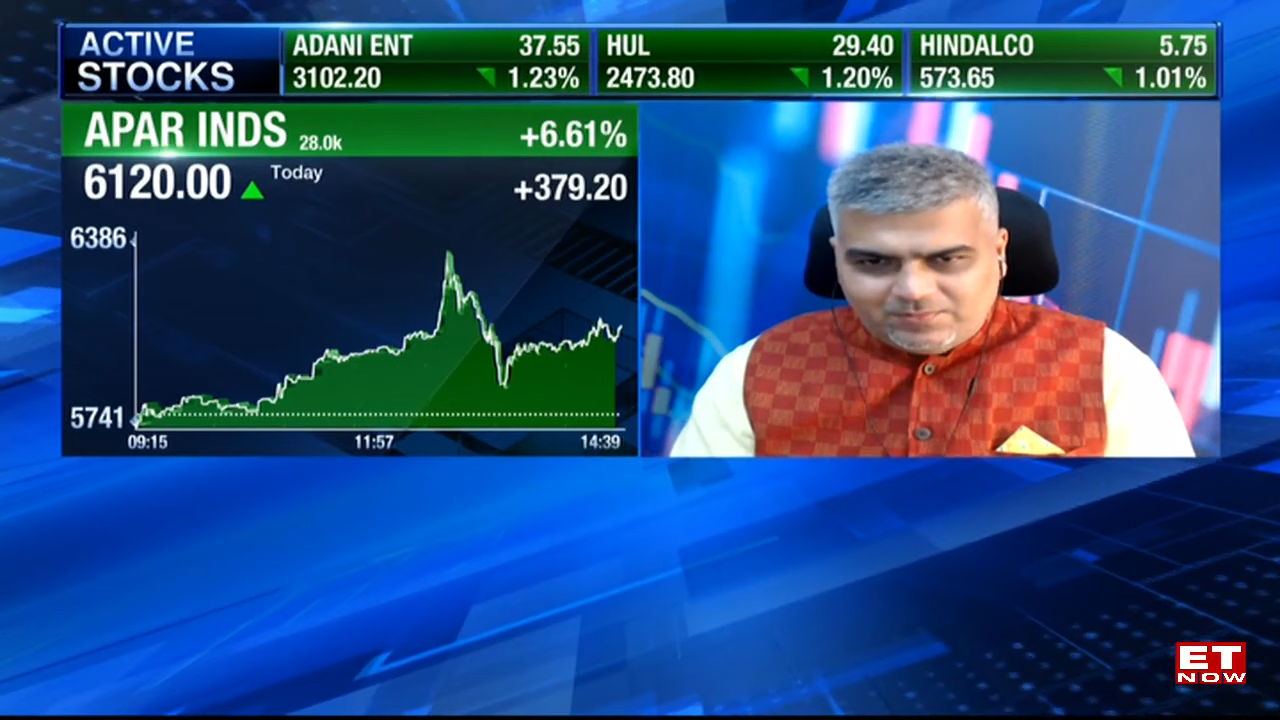 ACTIVE
STOCKS
ADANI ENT 37.55
3102.20 1.23%
HUL 29.40
2473.80 1.20%
HINDALCO 5.75
573.65 1.01%
APAR INDS 28.0k +6.61%
6120.00 Today +379.20
6386
5741
09:15 11:57 14:39
ET
NOW